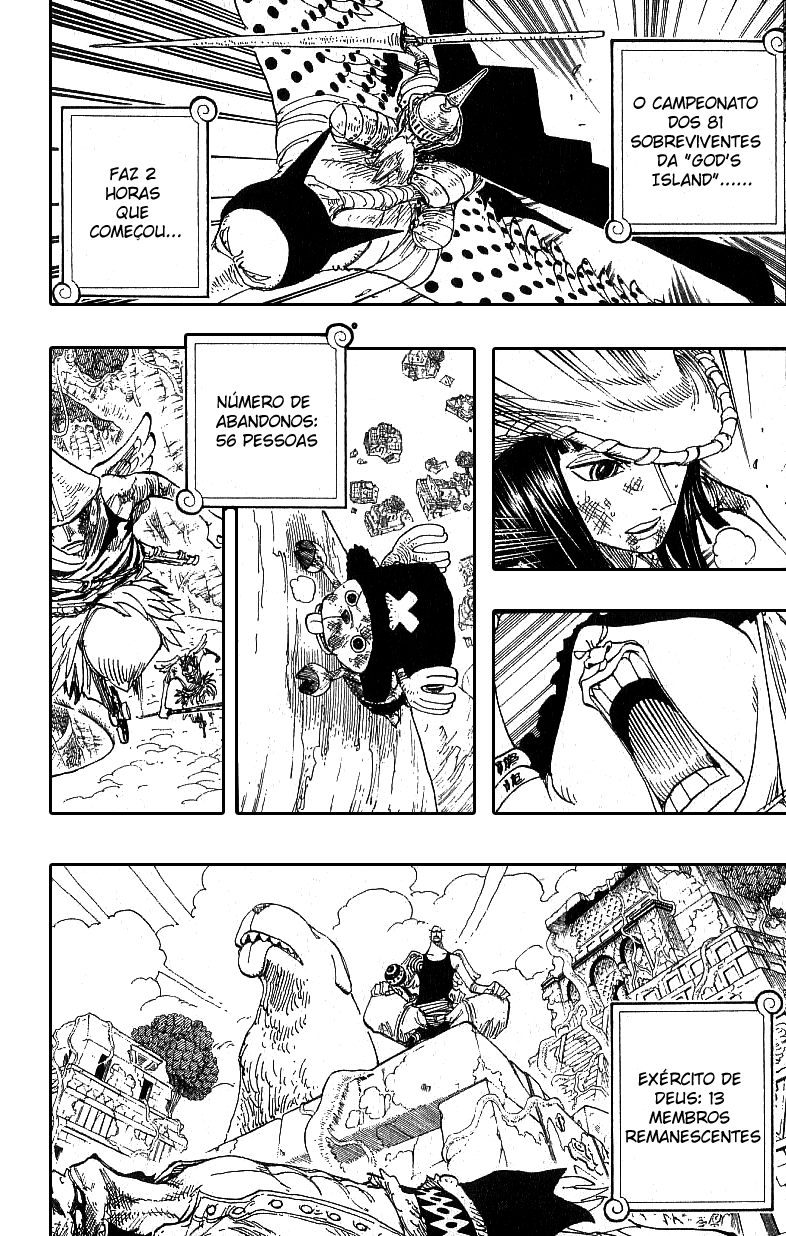 O CAMPEONATO
DOS 81
SOBREVIVENTES
DA "GOD'S
ISLAND"......
FAZ 2
HORAS
QUE
COMEÇOU...
NÚMERO DE
ABANDONOS:
56 PESSOAS
EXÉRCITO DE
DEUS: 13
MEMBROS
REMANESCENTES